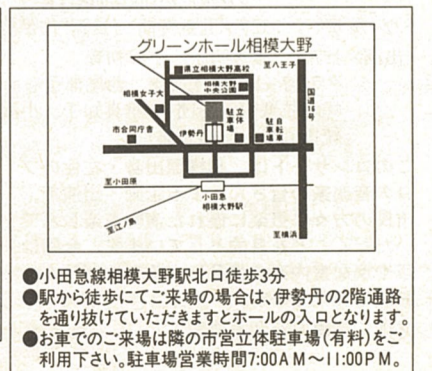 グリーンホール相模大野
至八王子
県立相模大野高校
相模大野
中央公園
相模女子大
国道16号
立体
駐車場
自転車
駐車場
市合同庁舎
伊勢丹
至小田原
小田急
相模大野駅
至江ノ島
至横浜
●小田急線相模大野駅北口徒歩3分
●駅から徒歩にてご来場の場合は、伊勢丹の2階通路
を通り抜けていただきますとホールの入口となります。
●お車でのご来場は隣の市営立体駐車場(有料)をご
利用下さい。駐車場営業時間7:00AM〜11:00PM。